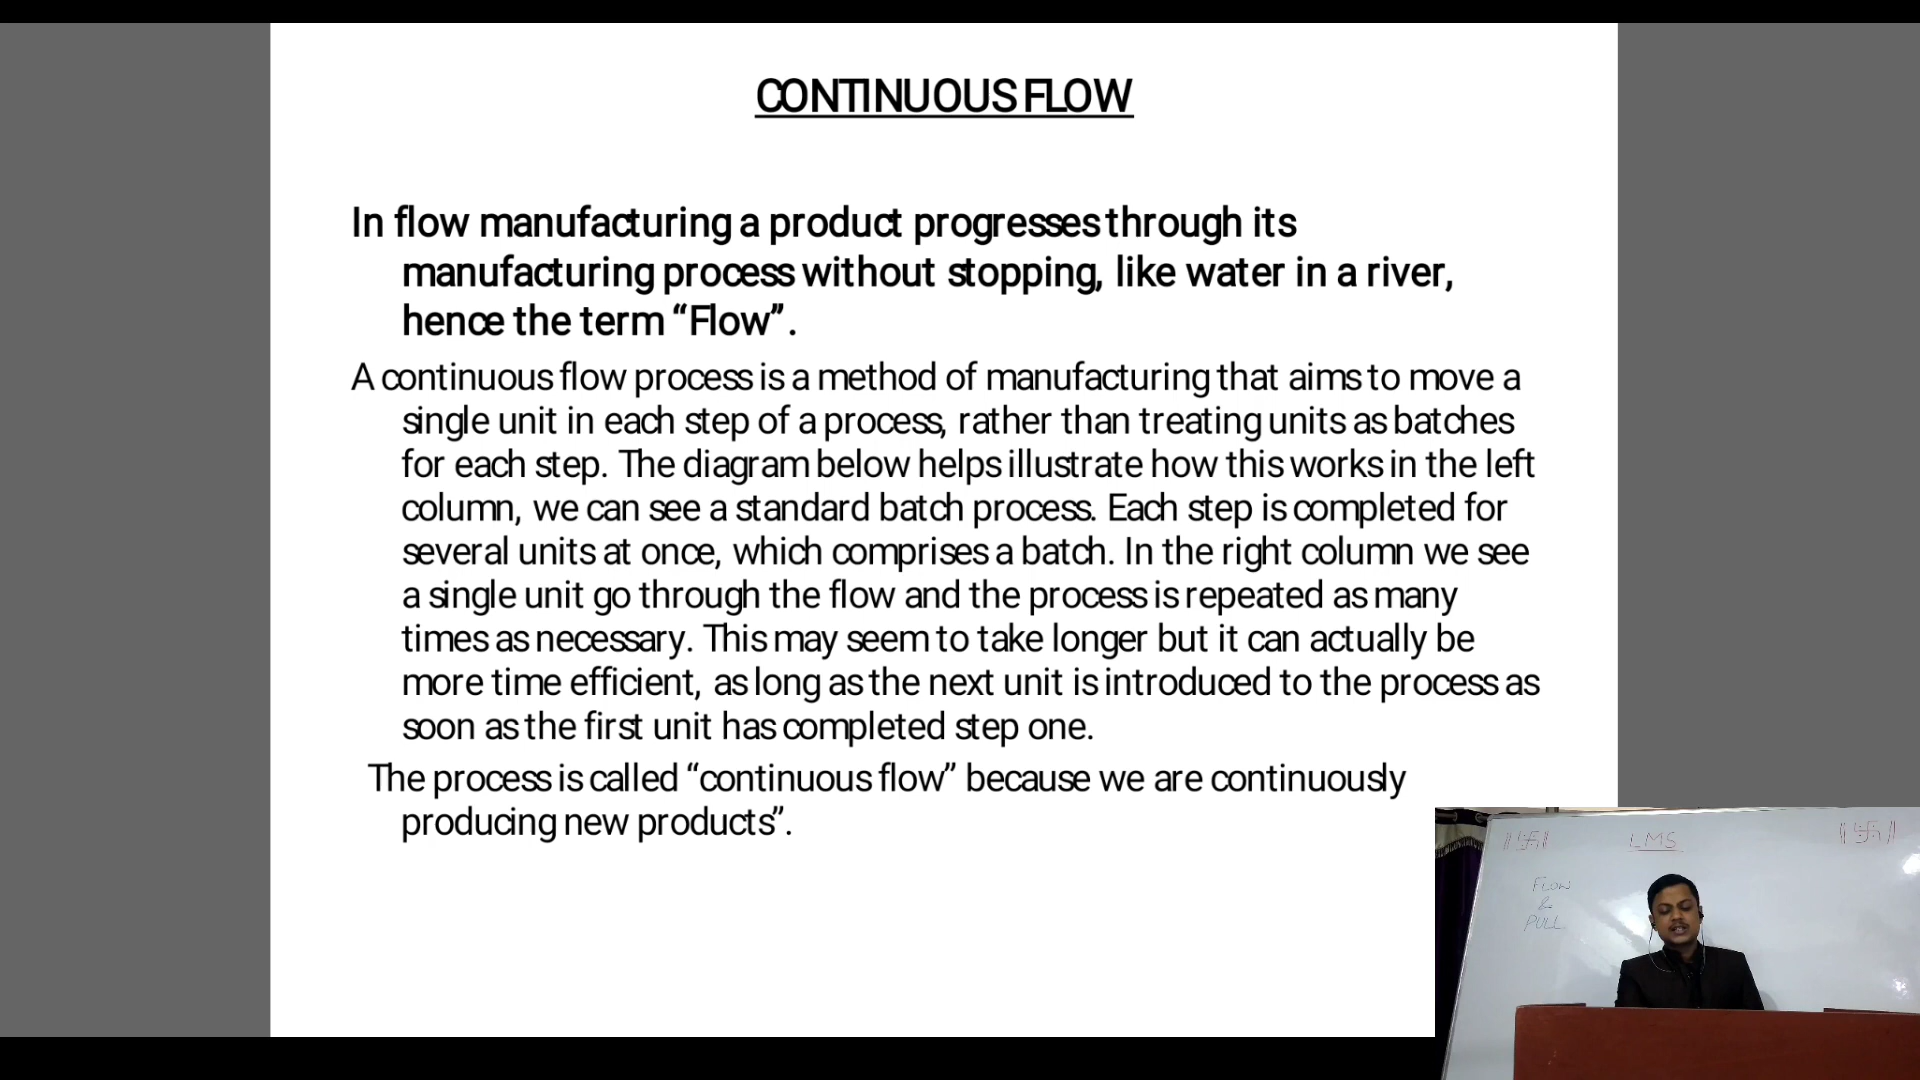 CONTINUOUS FLOW
In flow manufacturing a product progresses through its
manufacturing process without stopping, like water in a river,
hence the term “Flow”.
A continuous flow process is a method of manufacturing that aims to move a
single unit in each step of a process, rather than treating units as batches
for each step. The diagram below helps illustrate how this works in the left
column, we can see a standard batch process. Each step is completed for
several units at once, which comprises a batch. In the right column we see
a single unit go through the flow and the process is repeated as many
times as necessary. This may seem to take longer but it can actually be
more time efficient, as long as the next unit is introduced to the process as
soon as the first unit has completed step one.
The process is called “continuous flow” because we are continuously
producing new products”.
||卐|| LMS ||卐||
FLOW
&
PULL